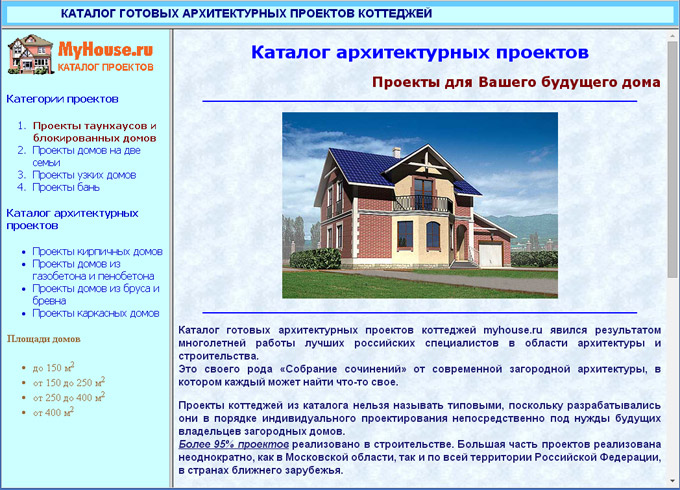 КАТАЛОГ ГОТОВЫХ АРХИТЕКТУРНЫХ ПРОЕКТОВ КОТТЕДЖЕЙ
MyHouse.ru
КАТАЛОГ ПРОЕКТОВ
Категории проектов
1. Проекты таунхаусов и
блокированных домов
2. Проекты домов на две
семьи
3. Проекты узких домов
4. Проекты бань
Каталог архитектурных
проектов
• Проекты кирпичных домов
• Проекты домов из
газобетона и пенобетона
• Проекты домов из бруса и
бревна
• Проекты каркасных домов
Площади домов
• до 150 м²
• от 150 до 250 м²
• от 250 до 400 м²
• от 400 м²
Каталог архитектурных проектов
Проекты для Вашего будущего дома
Каталог готовых архитектурных проектов коттеджей myhouse.ru явился результатом
многолетней работы лучших российских специалистов в области архитектуры и
строительства.
Это своего рода «Собрание сочинений» от современной загородной архитектуры, в
котором каждый может найти что-то свое.
Проекты коттеджей из каталога нельзя называть типовыми, поскольку разрабатывались
они в порядке индивидуального проектирования непосредственно под нужды будущих
владельцев загородных домов.
Более 95% проектов реализовано в строительстве. Большая часть проектов реализована
неоднократно, как в Московской области, так и по всей территории Российской Федерации,
в странах ближнего зарубежья.